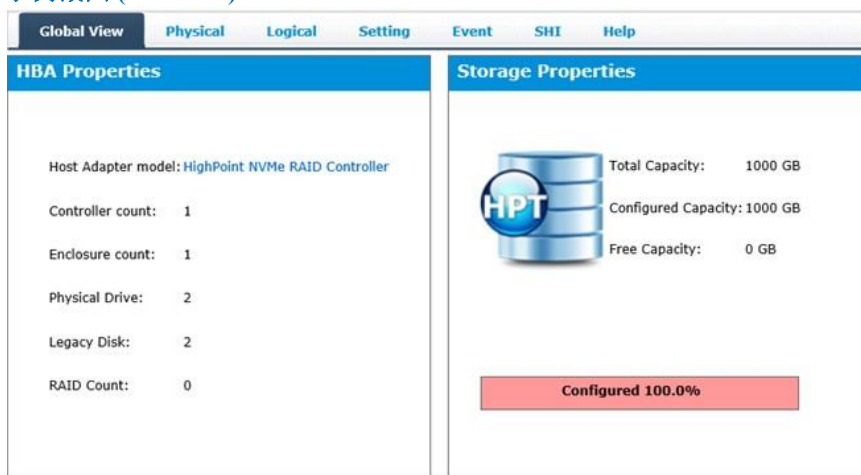 Global View Physical Logical Setting Event SHI Help
HBA Properties
Host Adapter model: HighPoint NVMe RAID Controller
Controller count: 1
Enclosure count: 1
Physical Drive: 2
Legacy Disk: 2
RAID Count: 0
Storage Properties
HPT
Total Capacity: 1000 GB
Configured Capacity: 1000 GB
Free Capacity: 0 GB
Configured 100.0%